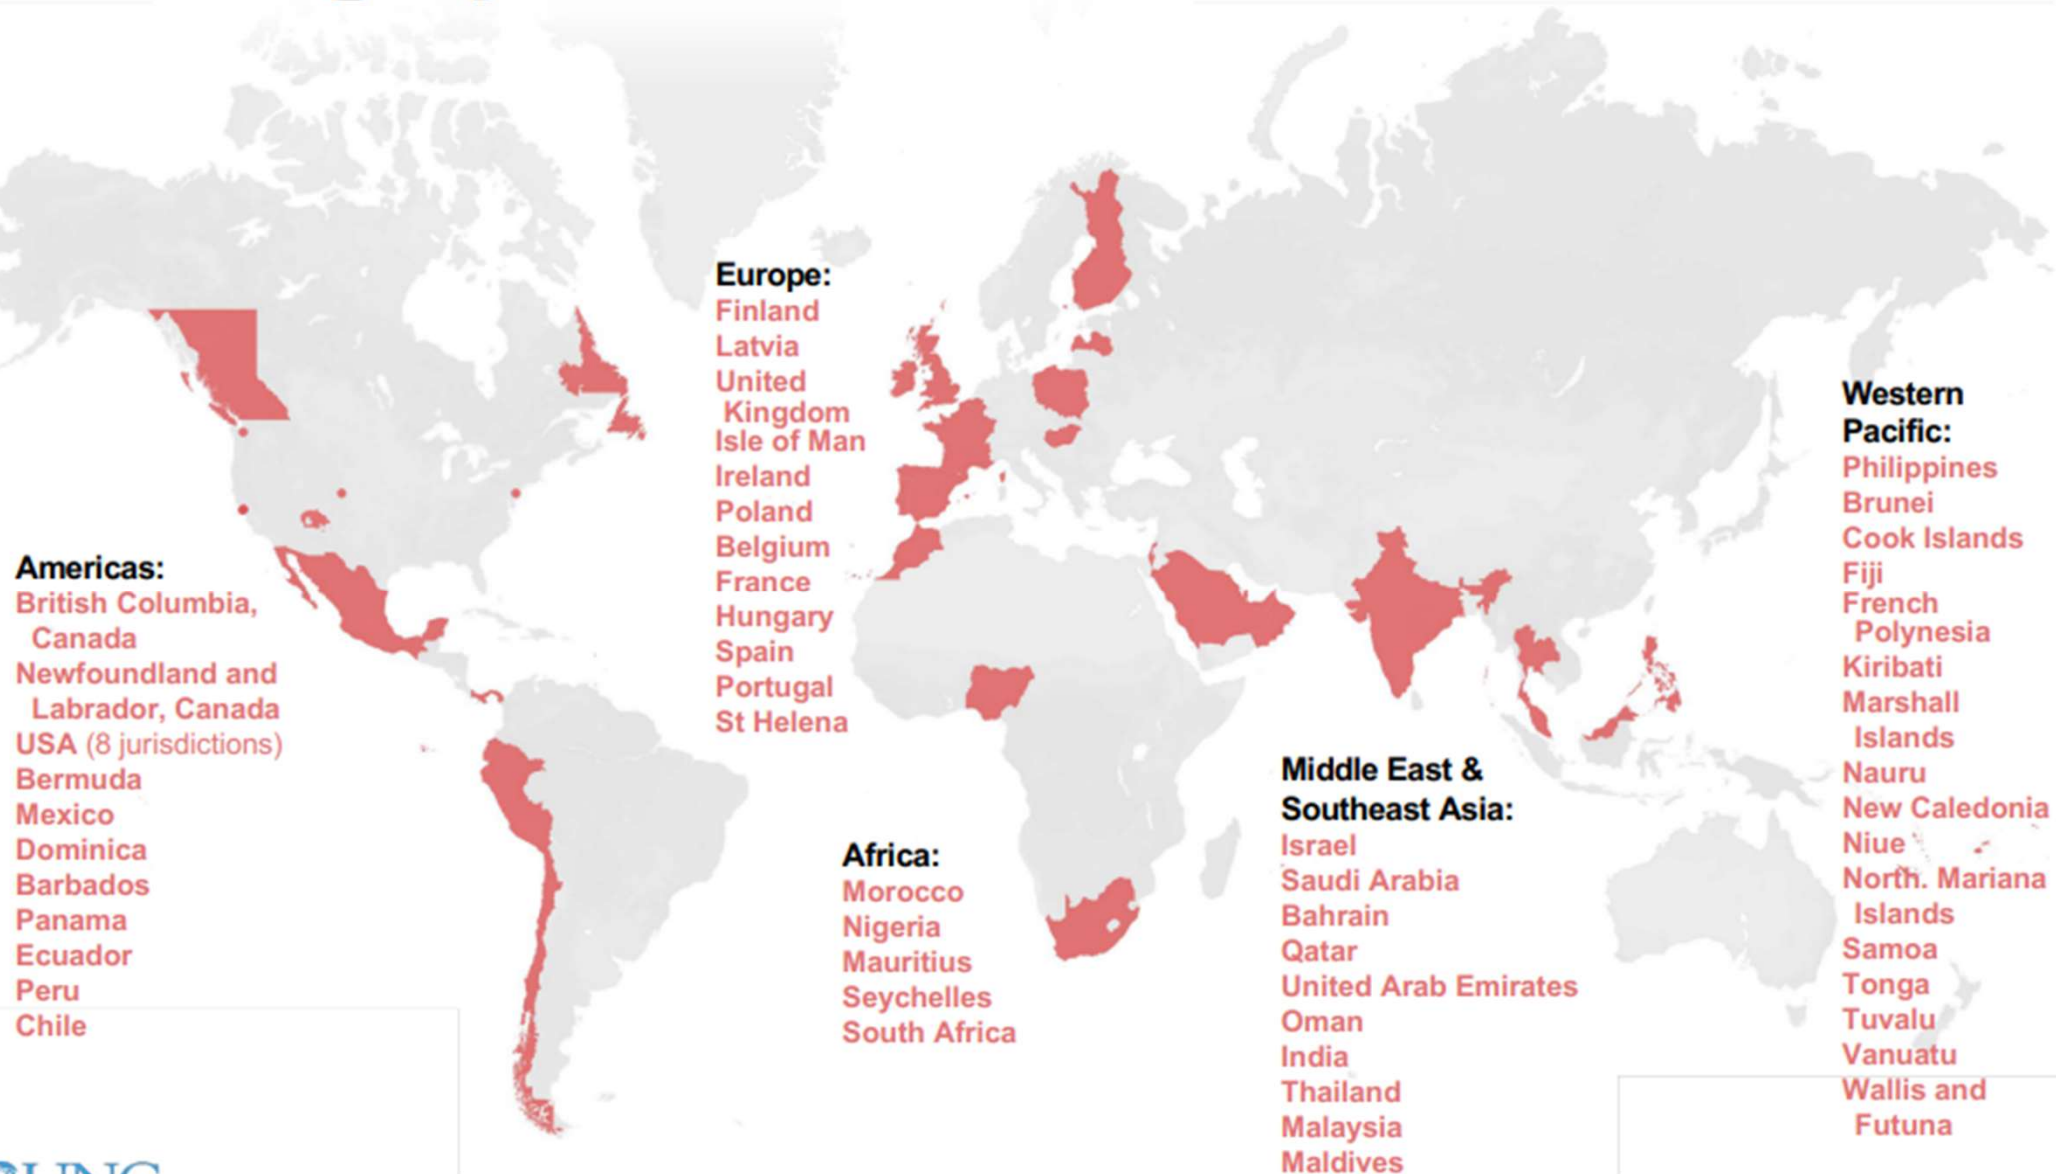 Europe:
Finland
Latvia
United
Kingdom
Isle of Man
Ireland
Poland
Belgium
France
Hungary
Spain
Portugal
St Helena
Americas:
British Columbia,
Canada
Newfoundland and
Labrador, Canada
USA (8 jurisdictions)
Bermuda
Mexico
Dominica
Barbados
Panama
Ecuador
Peru
Chile
Africa:
Morocco
Nigeria
Mauritius
Seychelles
South Africa
Middle East &
Southeast Asia:
Israel
Saudi Arabia
Bahrain
Qatar
United Arab Emirates
Oman
India
Thailand
Malaysia
Maldives
Western
Pacific:
Philippines
Brunei
Cook Islands
Fiji
French
Polynesia
Kiribati
Marshall
Islands
Nauru
New Caledonia
Niue
North. Mariana
Islands
Samoa
Tonga
Tuvalu
Vanuatu
Wallis and
Futuna